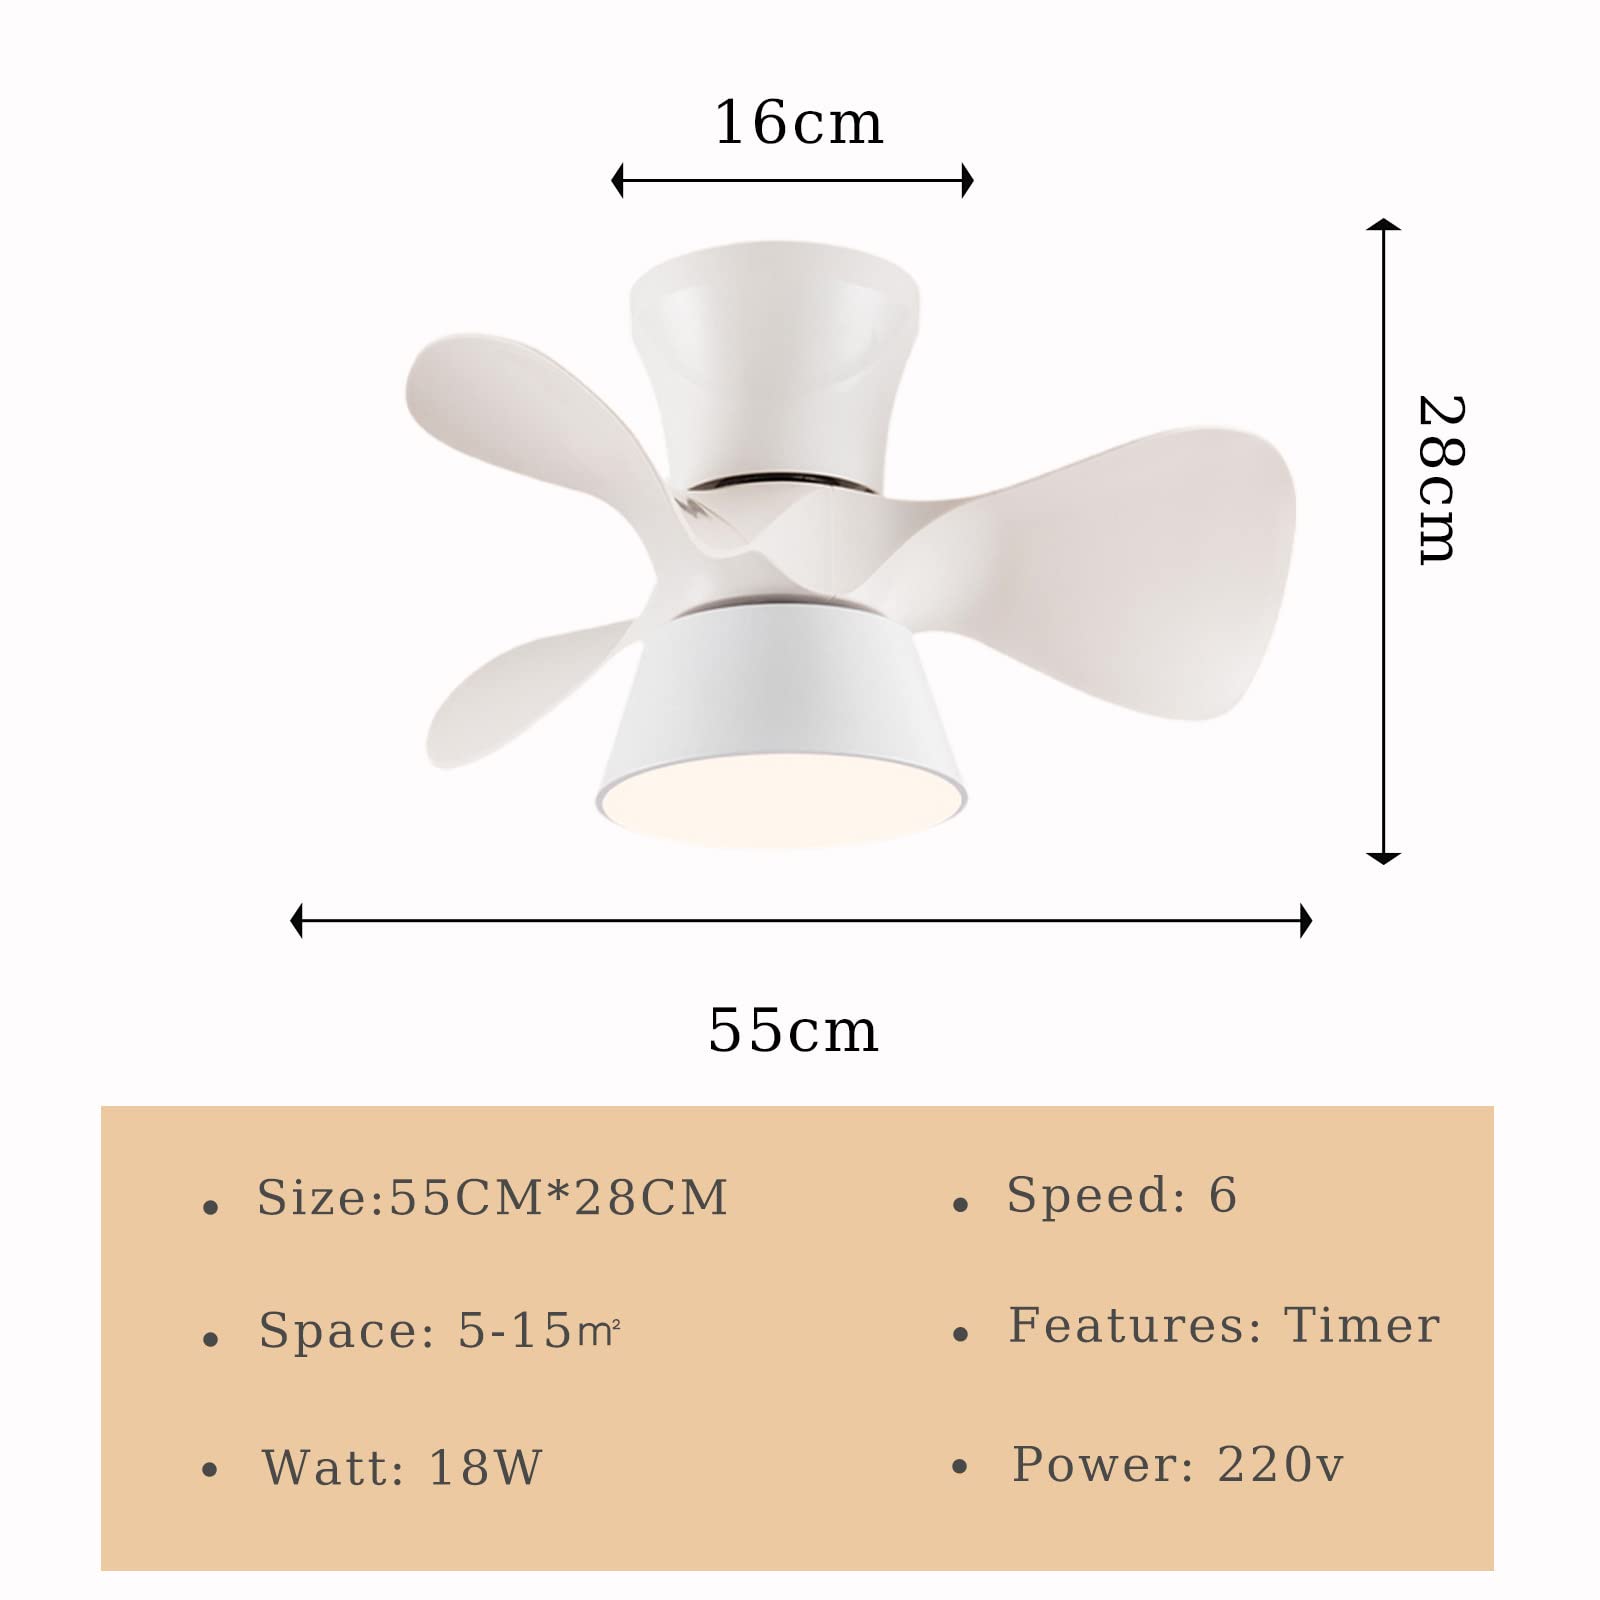 16cm
28cm
55cm
Size:55CM*28CM
Speed: 6
Space: 5-15㎡
Features: Timer
Watt: 18W
Power: 220v